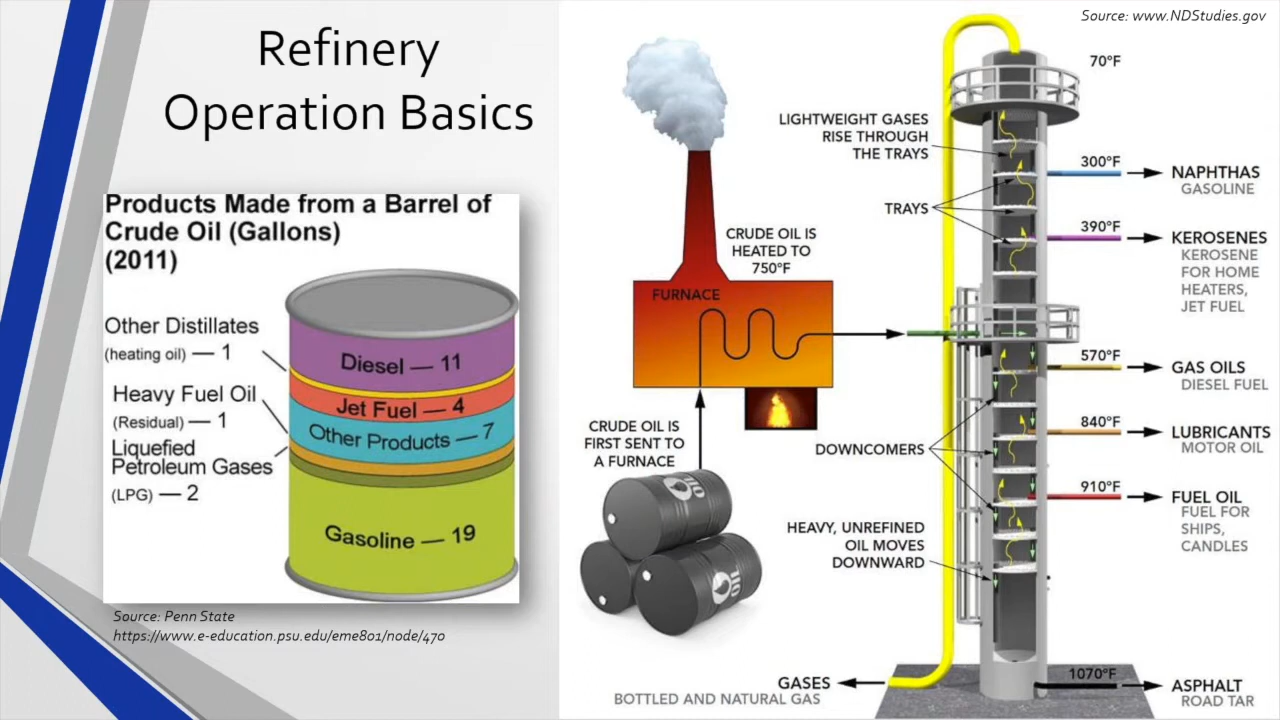 Refinery
Operation Basics
Products Made from a Barrel of
Crude Oil (Gallons)
(2011)
Other Distillates
(heating oil) — 1
Heavy Fuel Oil
(Residual) — 1
Liquefied
Petroleum Gases
(LPG) — 2
Diesel — 11
Jet Fuel — 4
Other Products — 7
Gasoline — 19
Source: Penn State
https://www.e-education.psu.edu/eme801/node/470
Source: www.NDStudies.gov
CRUDE OIL IS
HEATED TO
750°F
FURNACE
CRUDE OIL IS
FIRST SENT TO
A FURNACE
OIL
OIL
LIGHTWEIGHT GASES
RISE THROUGH
THE TRAYS
TRAYS
DOWNCOMERS
HEAVY, UNREFINED
OIL MOVES
DOWNWARD
GASES
BOTTLED AND NATURAL GAS
70°F
300°F
NAPHTHAS
GASOLINE
390°F
KEROSENES
KEROSENE
FOR HOME
HEATERS,
JET FUEL
570°F
GAS OILS
DIESEL FUEL
840°F
LUBRICANTS
MOTOR OIL
910°F
FUEL OIL
FUEL FOR
SHIPS,
CANDLES
1070°F
ASPHALT
ROAD TAR